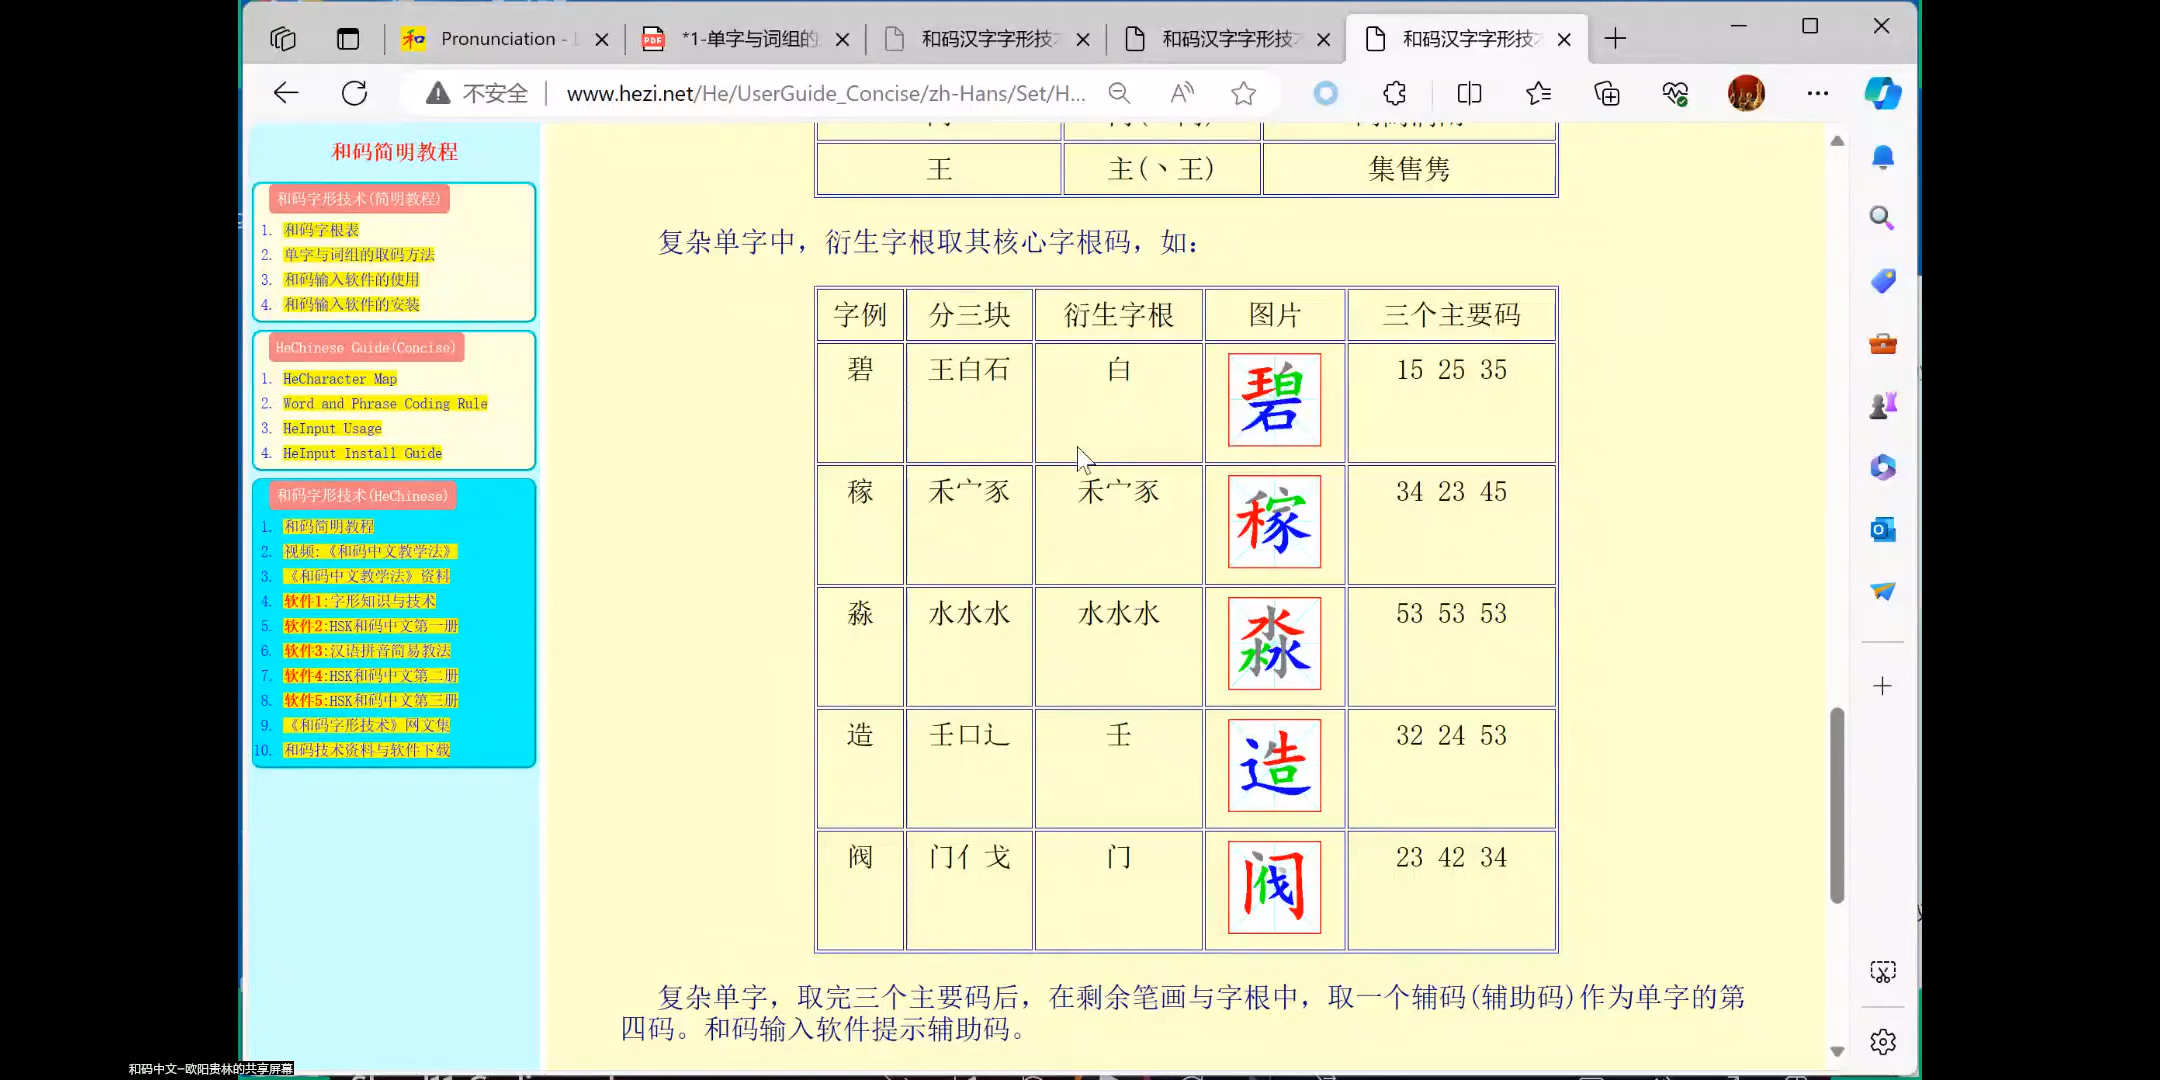 Pronunciation - 
*1-单字与词组的
和码汉字字形技
和码汉字字形技
和码汉字字形技
不安全
www.hezi.net/He/UserGuide_Concise/zh-Hans/Set/H...
和码简明教程
和码字形技术(简明教程)
1. 和码字根表
2. 单字与词组的取码方法
3. 和码输入软件的使用
4. 和码输入软件的安装
HeChinese Guide(Concise)
1. HeCharacter Map
2. Word and Phrase Coding Rule
3. HeInput Usage
4. HeInput Install Guide
和码字形技术(HeChinese)
1. 和码简明教程
2. 视频:《和码中文教学法》
3. 《和码中文教学法》资料
4. 软件1:字形知识与技术
5. 软件2:HSK和码中文第一册
6. 软件3:汉语拼音简易教法
7. 软件4:HSK和码中文第二册
8. 软件5:HSK和码中文第三册
9. 《和码字形技术》网文集
10. 和码技术资料与软件下载
王 主(丶王) 集售隽
复杂单字中，衍生字根取其核心字根码，如：
字例 分三块 衍生字根 图片 三个主要码
碧 王白石 白 碧 15 25 35
稼 禾宀豕 禾宀豕 稼 34 23 45
淼 水水水 水水水 淼 53 53 53
造 𰀁口辶 𰀁 造 32 24 53
阀 门亻戈 门 阀 23 42 34
复杂单字，取完三个主要码后，在剩余笔画与字根中，取一个辅码(辅助码)作为单字的第
四码。和码输入软件提示辅助码。
和码中文-欧阳贵林的共享屏幕